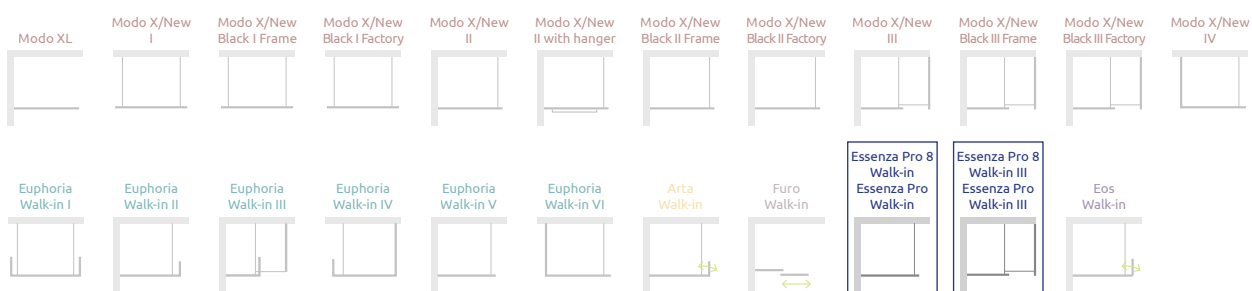 Modo XL
Modo X/New
I
Modo X/New
Black I Frame
Modo X/New
Black I Factory
Modo X/New
II
Modo X/New
II with hanger
Modo X/New
Black II Frame
Modo X/New
Black II Factory
Modo X/New
III
Modo X/New
Black III Frame
Modo X/New
Black III Factory
Modo X/New
IV
Euphoria
Walk-in I
Euphoria
Walk-in II
Euphoria
Walk-in III
Euphoria
Walk-in IV
Euphoria
Walk-in V
Euphoria
Walk-in VI
Arta
Walk-in
Furo
Walk-in
Essenza Pro 8
Walk-in
Essenza Pro
Walk-in
Essenza Pro 8
Walk-in III
Essenza Pro
Walk-in III
Eos
Walk-in